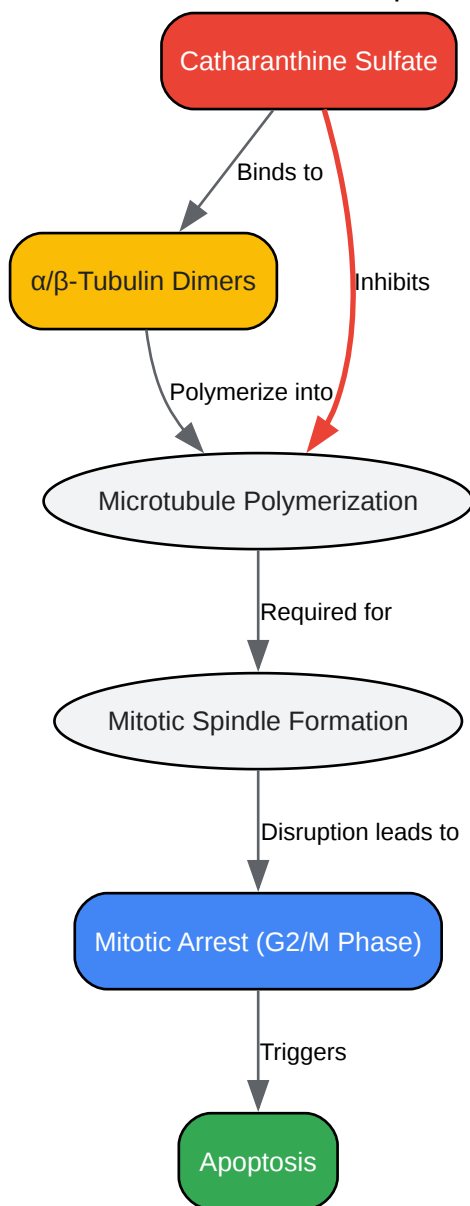 Catharanthine Sulfate
Binds to
α/β-Tubulin Dimers
Inhibits
Polymerize into
Microtubule Polymerization
Required for
Mitotic Spindle Formation
Disruption leads to
Mitotic Arrest (G2/M Phase)
Triggers
Apoptosis